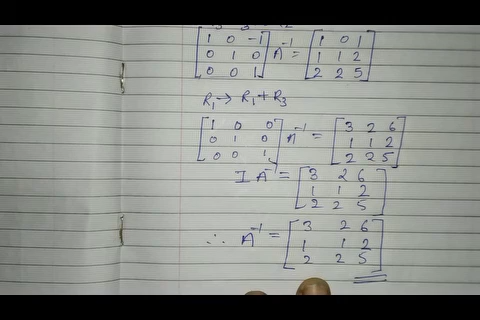 [1 0 -1
0 1 0
0 0 1] A⁻¹ = [1 0 1
1 1 2
2 2 5]
R₁ → R₁ + R₃
[1 0 0
0 1 0
0 0 1] A⁻¹ = [3 2 6
1 1 2
2 2 5]
I A⁻¹ = [3 2 6
1 1 2
2 2 5]
∴ A⁻¹ = [3 2 6
1 1 2
2 2 5]